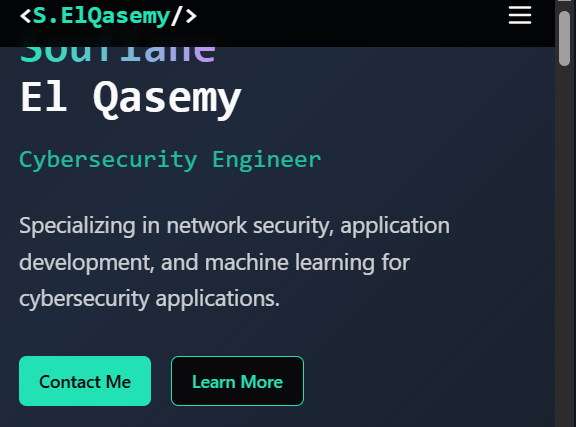 <S.ElQasemy/>
Soufiane
El Qasemy
Cybersecurity Engineer
Specializing in network security, application
development, and machine learning for
cybersecurity applications.
Contact Me
Learn More